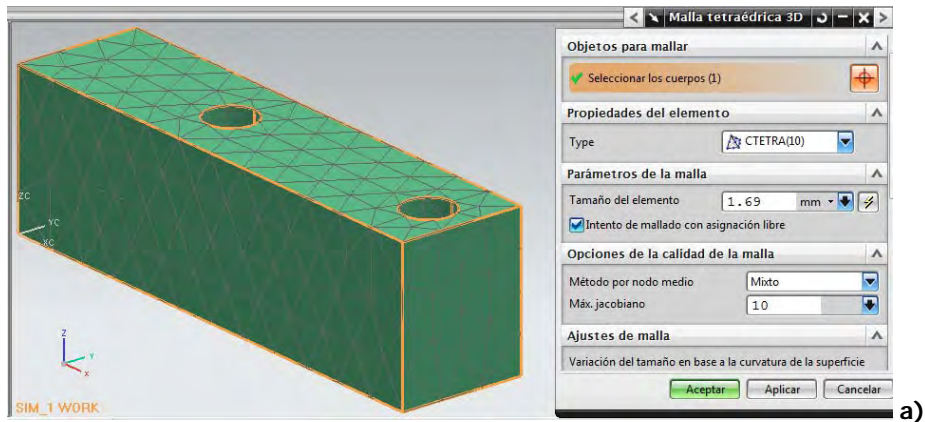 Malla tetraédrica 3D
Objetos para mallar
Seleccionar los cuerpos (1)
Propiedades del elemento
Type CTETRA(10)
Parámetros de la malla
Tamaño del elemento 1.69 mm
Intento de mallado con asignación libre
Opciones de la calidad de la malla
Método por nodo medio Mixto
Máx. jacobiano 10
Ajustes de malla
Variación del tamaño en base a la curvatura de la superficie
Aceptar Aplicar Cancelar
ZC
YC
XC
Z
Y
X
SIM_1 WORK
a)